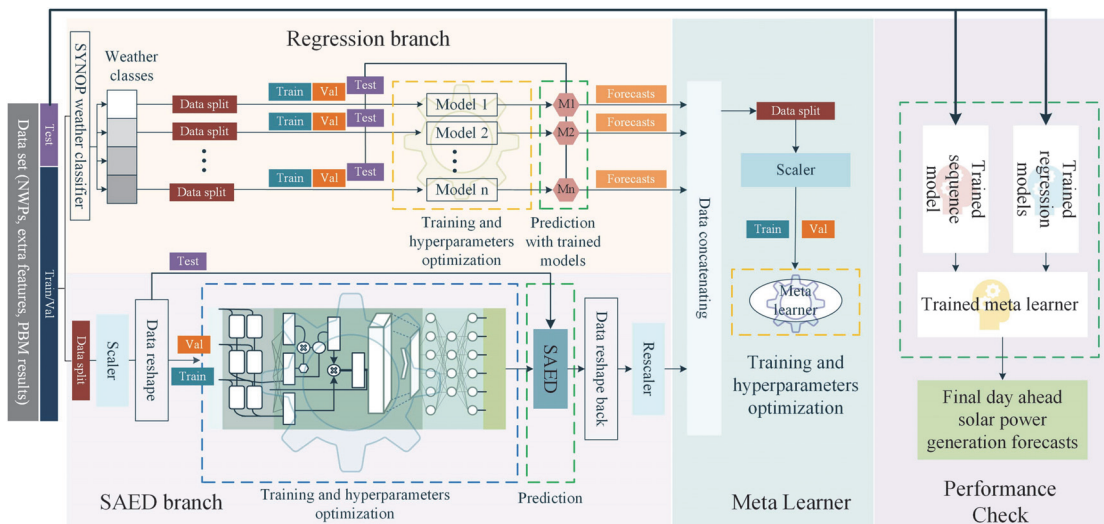 Data set (NWPs, extra features, PBM results)
Test
Train/Val
Regression branch
SYNOP weather classifier
Weather
classes
Data split
Data split
Data split
Train
Val
Test
Train
Val
Test
Train
Val
Test
Model 1
Model 2
Model n
Training and
hyperparameters
optimization
M1
M2
Mn
Prediction
with trained
models
Forecasts
Forecasts
Forecasts
Data split
Scaler
Data reshape
Test
Val
Train
Training and hyperparameters
optimization
SAED
Prediction
Data reshape back
Rescaler
SAED branch
Data concatenating
Data split
Scaler
Train
Val
Meta
learner
Training and
hyperparameters
optimization
Meta Learner
Trained
sequence
model
Trained
regression
models
Trained meta learner
Final day ahead
solar power
generation forecasts
Performance
Check